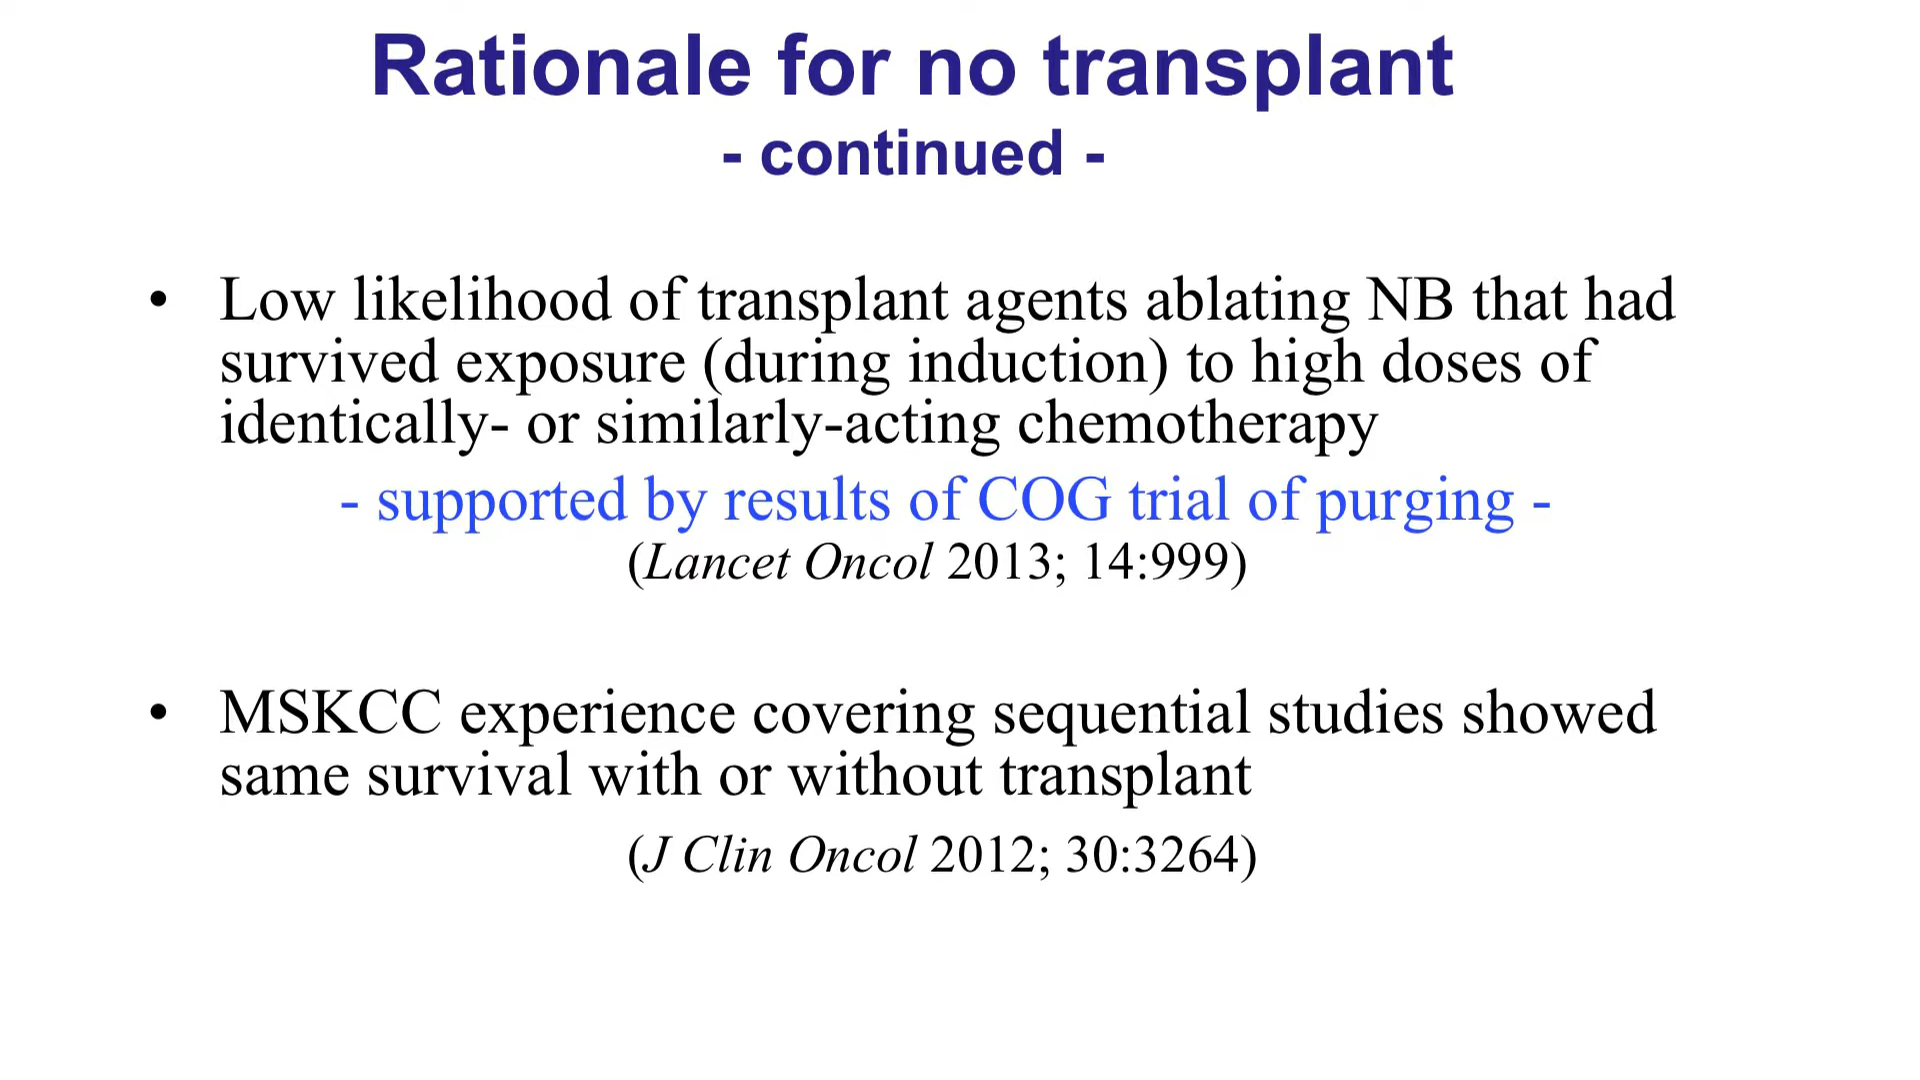 Rationale for no transplant
- continued -
• Low likelihood of transplant agents ablating NB that had
survived exposure (during induction) to high doses of
identically- or similarly-acting chemotherapy
- supported by results of COG trial of purging -
(Lancet Oncol 2013; 14:999)
• MSKCC experience covering sequential studies showed
same survival with or without transplant
(J Clin Oncol 2012; 30:3264)